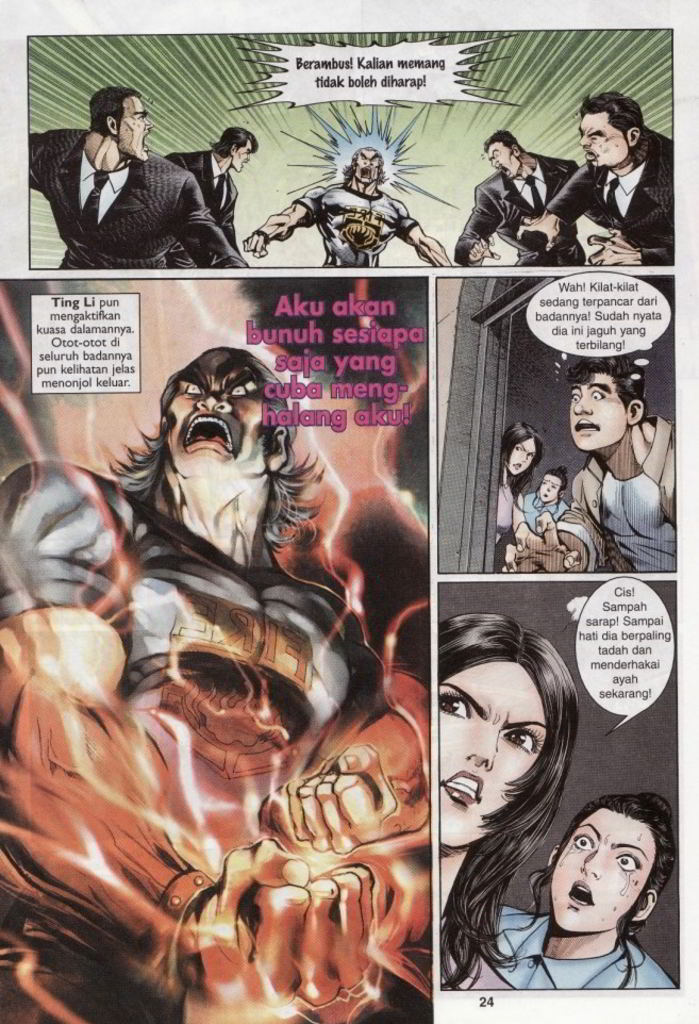 Berambus! Kalian memang
tidak boleh diharap!
Ting Li pun
mengaktifkan
kuasa dalamannya.
Otot-otot di
seluruh badannya
pun kelihatan jelas
menonjol keluar.
Aku akan
bunuh sesiapa
saja yang
cuba meng-
halang aku!
FIRE
Wah! Kilat-kilat
sedang terpancar dari
badannya! Sudah nyata
dia ini jaguh yang
terbilang!
Cis!
Sampah
sarap! Sampai
hati dia berpaling
tadah dan
menderhakai
ayah
sekarang!
24